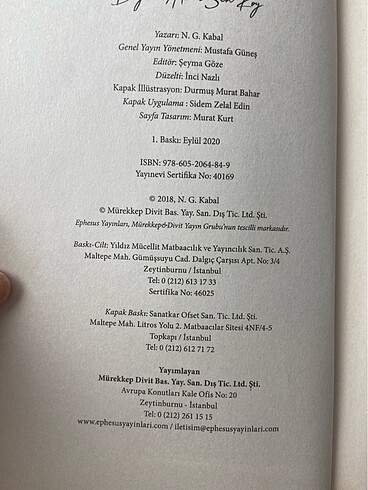 Yazarı: N. G. Kabal
Genel Yayın Yönetmeni: Mustafa Güneş
Editör: Şeyma Göze
Düzelti: İnci Nazlı
Kapak İllüstrasyon: Durmuş Murat Bahar
Kapak Uygulama : Sidem Zelal Edin
Sayfa Tasarım: Murat Kurt
1. Baskı: Eylül 2020
ISBN: 978-605-2064-84-9
Yayınevi Sertifika No: 40169
© 2018, N. G. Kabal
© Mürekkep Divit Bas. Yay. San. Dış Tic. Ltd. Şti.
Ephesus Yayınları, Mürekkep&Divit Yayın Grubu'nun tescilli markasıdır.
Baskı-Cilt: Yıldız Mücellit Matbaacılık ve Yayıncılık San. Tic. A.Ş.
Maltepe Mah. Gümüşsuyu Cad. Dalgıç Çarşısı Apt. No: 3/4
Zeytinburnu / İstanbul
Tel: 0 (212) 613 17 33
Sertifika No: 46025
Kapak Baskı: Sanatkar Ofset San. Tic. Ltd. Şti.
Maltepe Mah. Litros Yolu 2. Matbaacılar Sitesi 4NF/4-5
Topkapı / İstanbul
Tel: 0 (212) 612 71 72
Yayımlayan
Mürekkep Divit Bas. Yay. San. Dış Tic. Ltd. Şti.
Avrupa Konutları Kale Ofis No: 20
Zeytinburnu - İstanbul
Tel: 0 (212) 261 15 15
www.ephesusyayinlari.com / iletisim@ephesusyayinlari.com